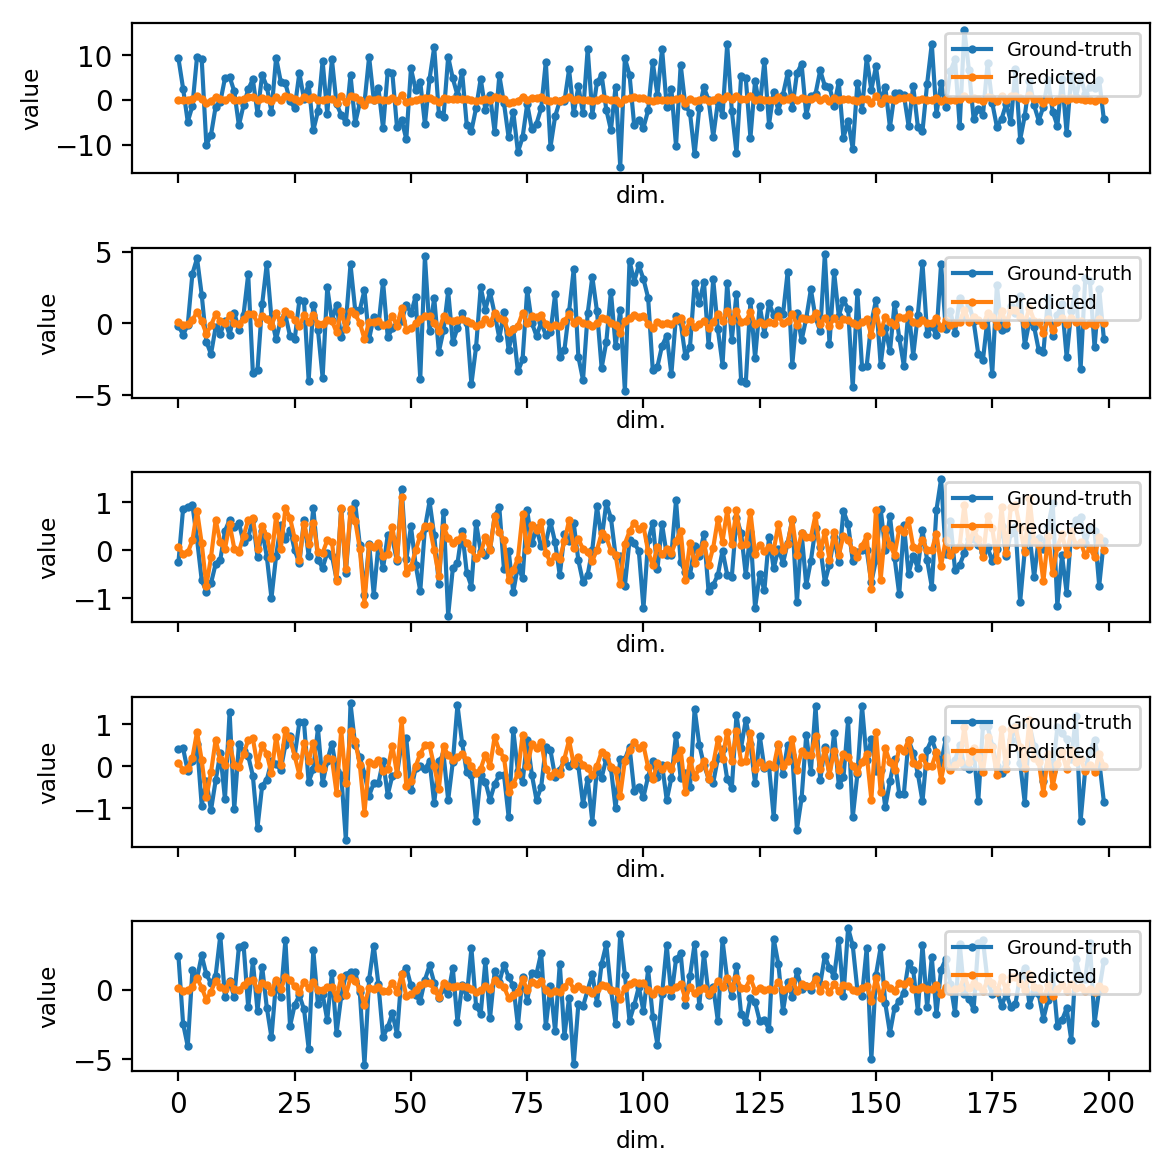 10
0
−10
value
Ground-truth
Predicted
dim.
5
0
−5
value
Ground-truth
Predicted
dim.
1
0
−1
value
Ground-truth
Predicted
dim.
1
0
−1
value
Ground-truth
Predicted
dim.
0
−5
value
Ground-truth
Predicted
0 25 50 75 100 125 150 175 200
dim.